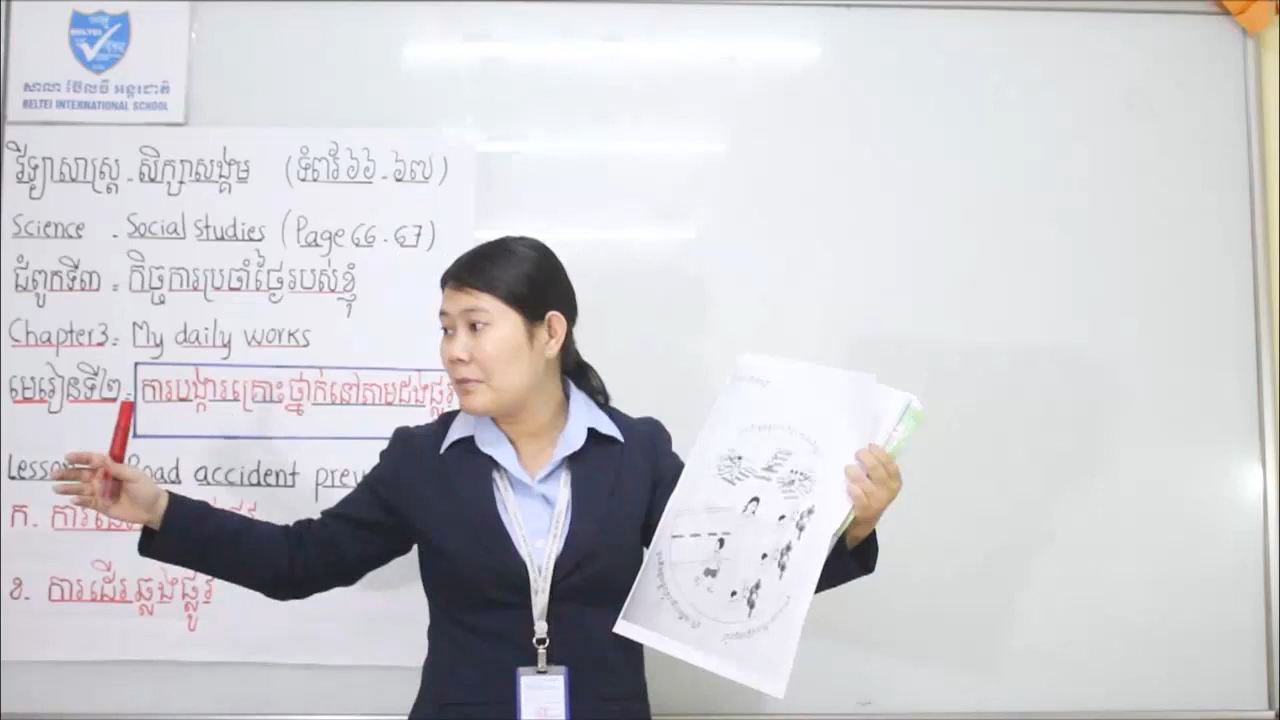 BELTEI
សាលា ប៊ែលធី អន្តរជាតិ
BELTEI INTERNATIONAL SCHOOL
វិទ្យាសាស្ត្រ - សិក្សាសង្គម (ទំព័រ ៦៦ - ៦៧)
Science - Social studies (Page 66 - 67)
ជំពូកទី៣ : កិច្ចការប្រចាំថ្ងៃរបស់ខ្ញុំ
Chapter 3 : My daily works
មេរៀនទី២ : ការបង្ការគ្រោះថ្នាក់នៅតាមដងផ្លូវ
Road accident
ក.
ខ. ការដើរឆ្លងផ្លូវ